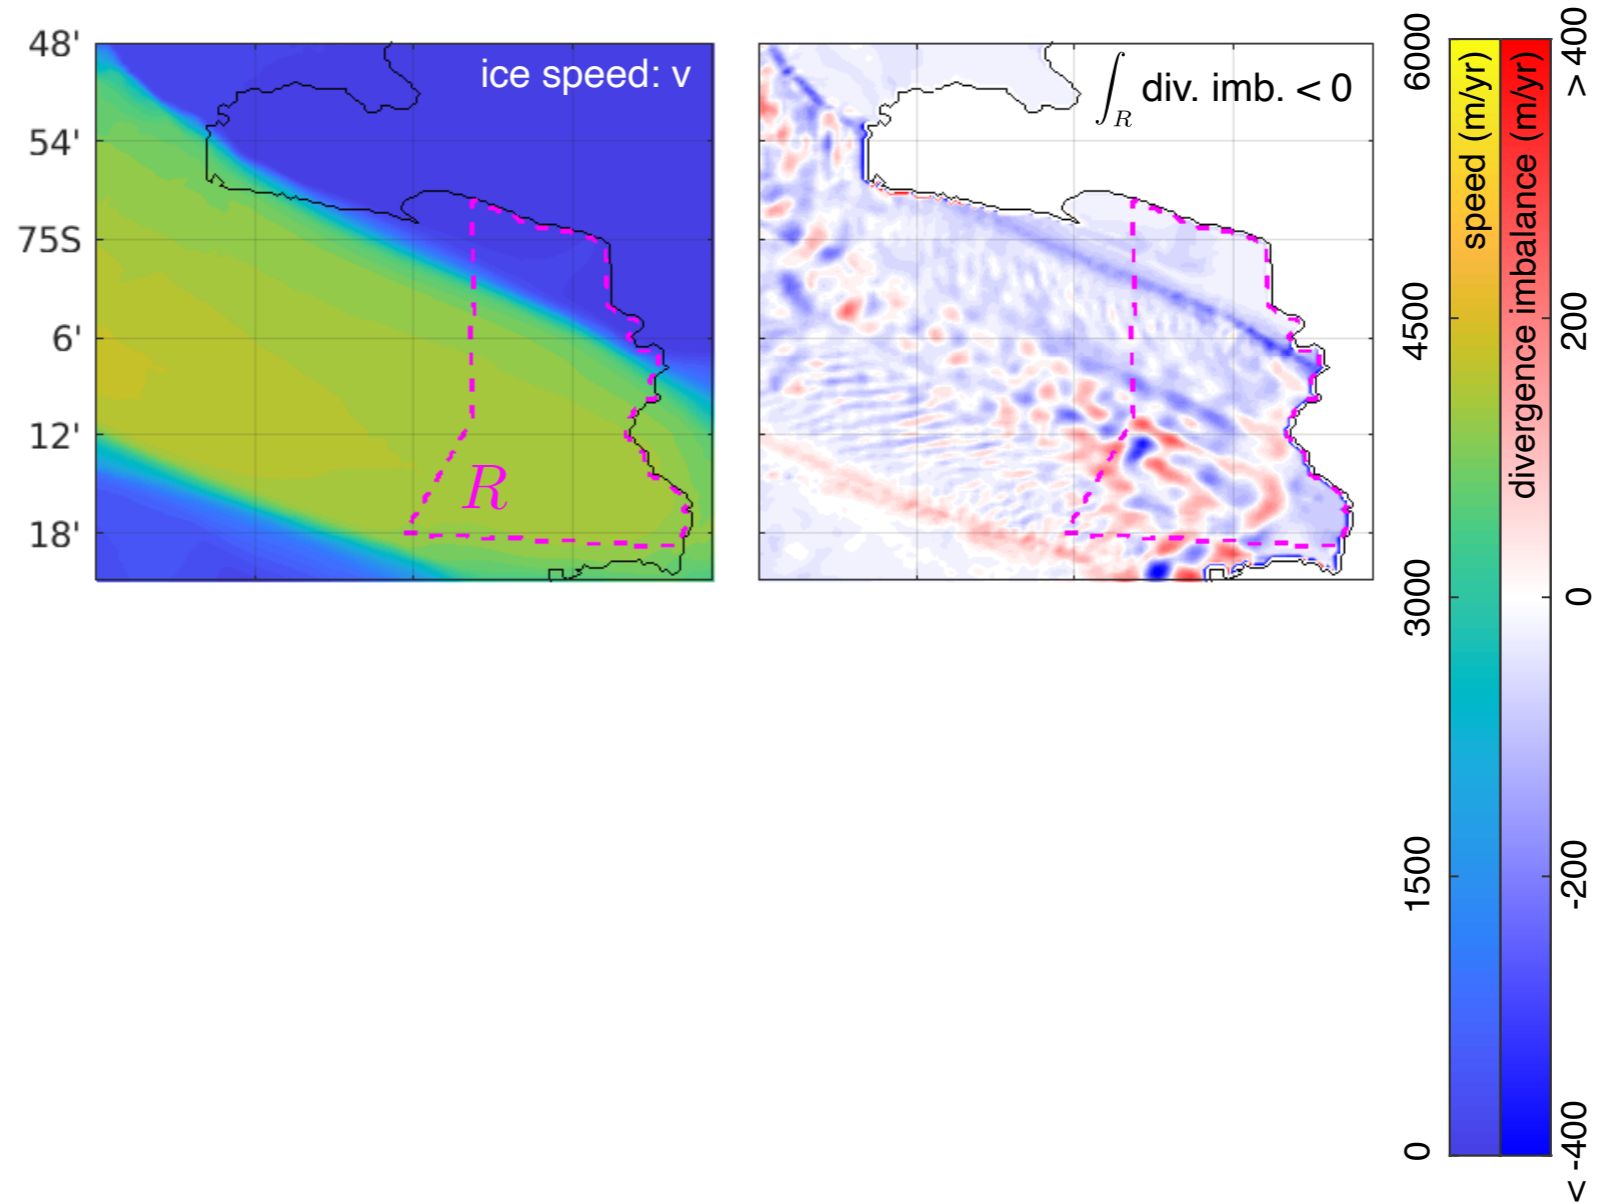 48'
54'
75S
6'
12'
18'
ice speed: v
R
∫_R div. imb. < 0
6000
4500
3000
1500
0
speed (m/yr)
divergence imbalance (m/yr)
> 400
200
0
-200
< -400